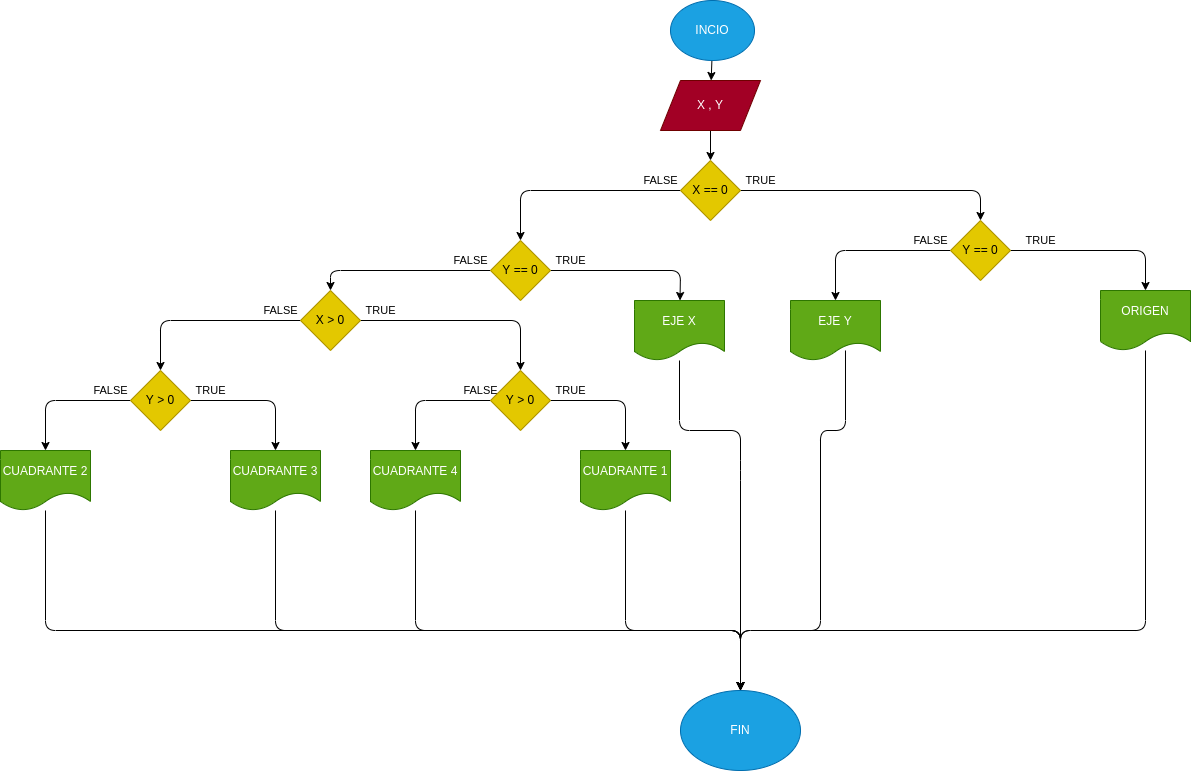 INCIO
X , Y
FALSE
X == 0
TRUE
FALSE
Y == 0
TRUE
FALSE
Y == 0
TRUE
FALSE
X > 0
TRUE
EJE X
EJE Y
ORIGEN
FALSE
Y > 0
TRUE
FALSE
Y > 0
TRUE
CUADRANTE 2
CUADRANTE 3
CUADRANTE 4
CUADRANTE 1
FIN